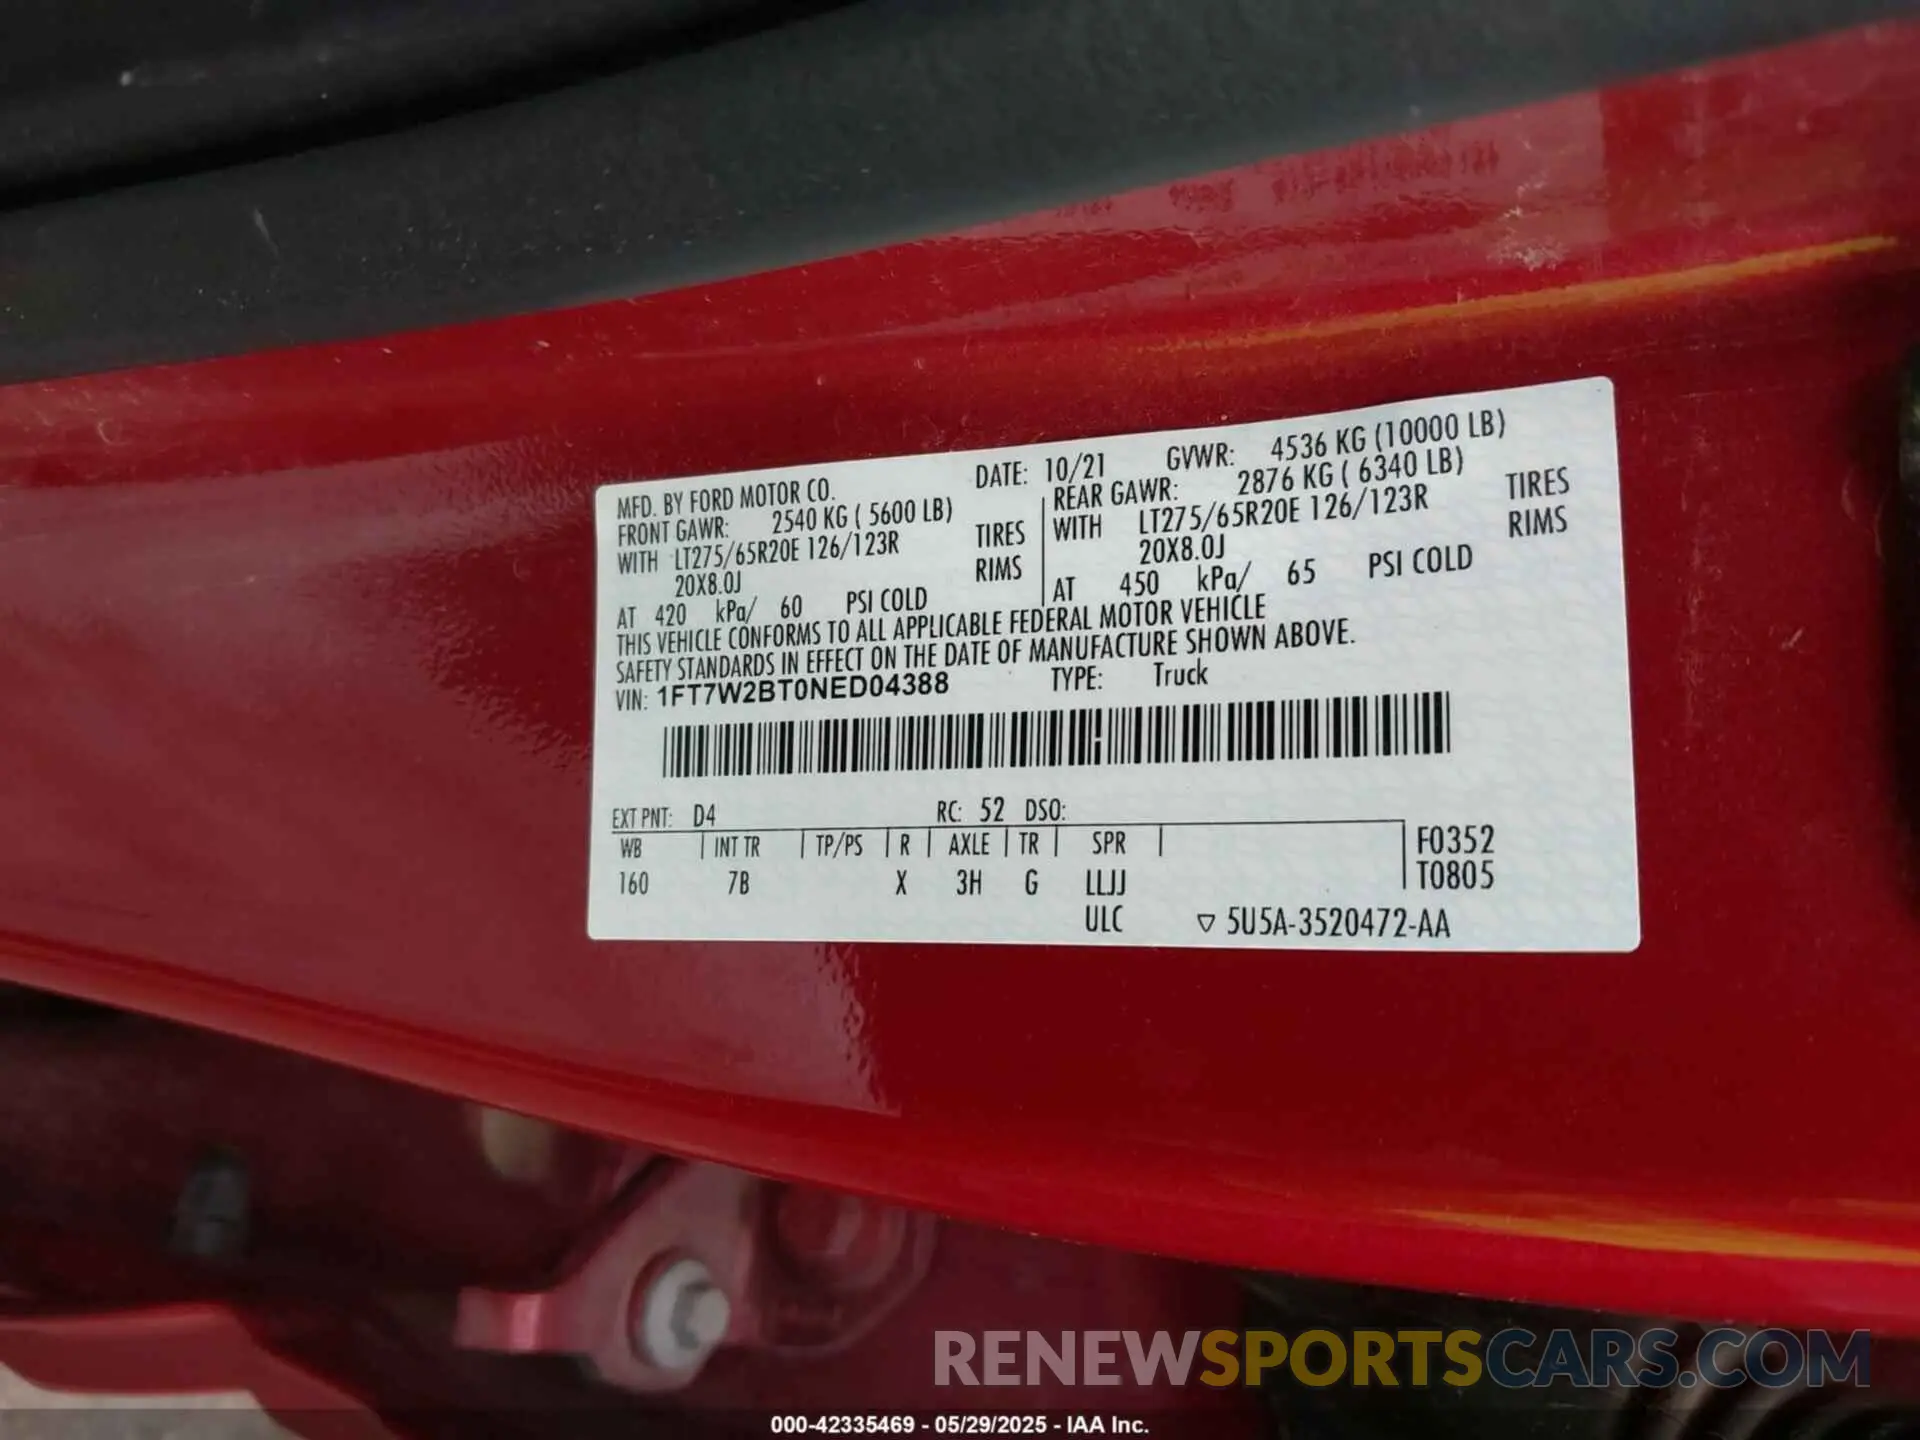 MFD. BY FORD MOTOR CO. DATE: 10/21 GVWR: 4536 KG (10000 LB)
FRONT GAWR: 2540 KG ( 5600 LB) REAR GAWR: 2876 KG ( 6340 LB)
WITH LT275/65R20E 126/123R TIRES WITH LT275/65R20E 126/123R TIRES
20X8.0J RIMS 20X8.0J RIMS
AT 420 kPa/ 60 PSI COLD AT 450 kPa/ 65 PSI COLD
THIS VEHICLE CONFORMS TO ALL APPLICABLE FEDERAL MOTOR VEHICLE
SAFETY STANDARDS IN EFFECT ON THE DATE OF MANUFACTURE SHOWN ABOVE.
VIN: 1FT7W2BT0NED04388 TYPE: Truck
EXT PNT: D4 RC: 52 DSO:
WB INT TR TP/PS R AXLE TR SPR F0352
160 7B X 3H G LLJJ T0805
ULC ▽ 5U5A-3520472-AA
RENEWSPORTSCARS.COM
000-42335469 - 05/29/2025 - IAA Inc.